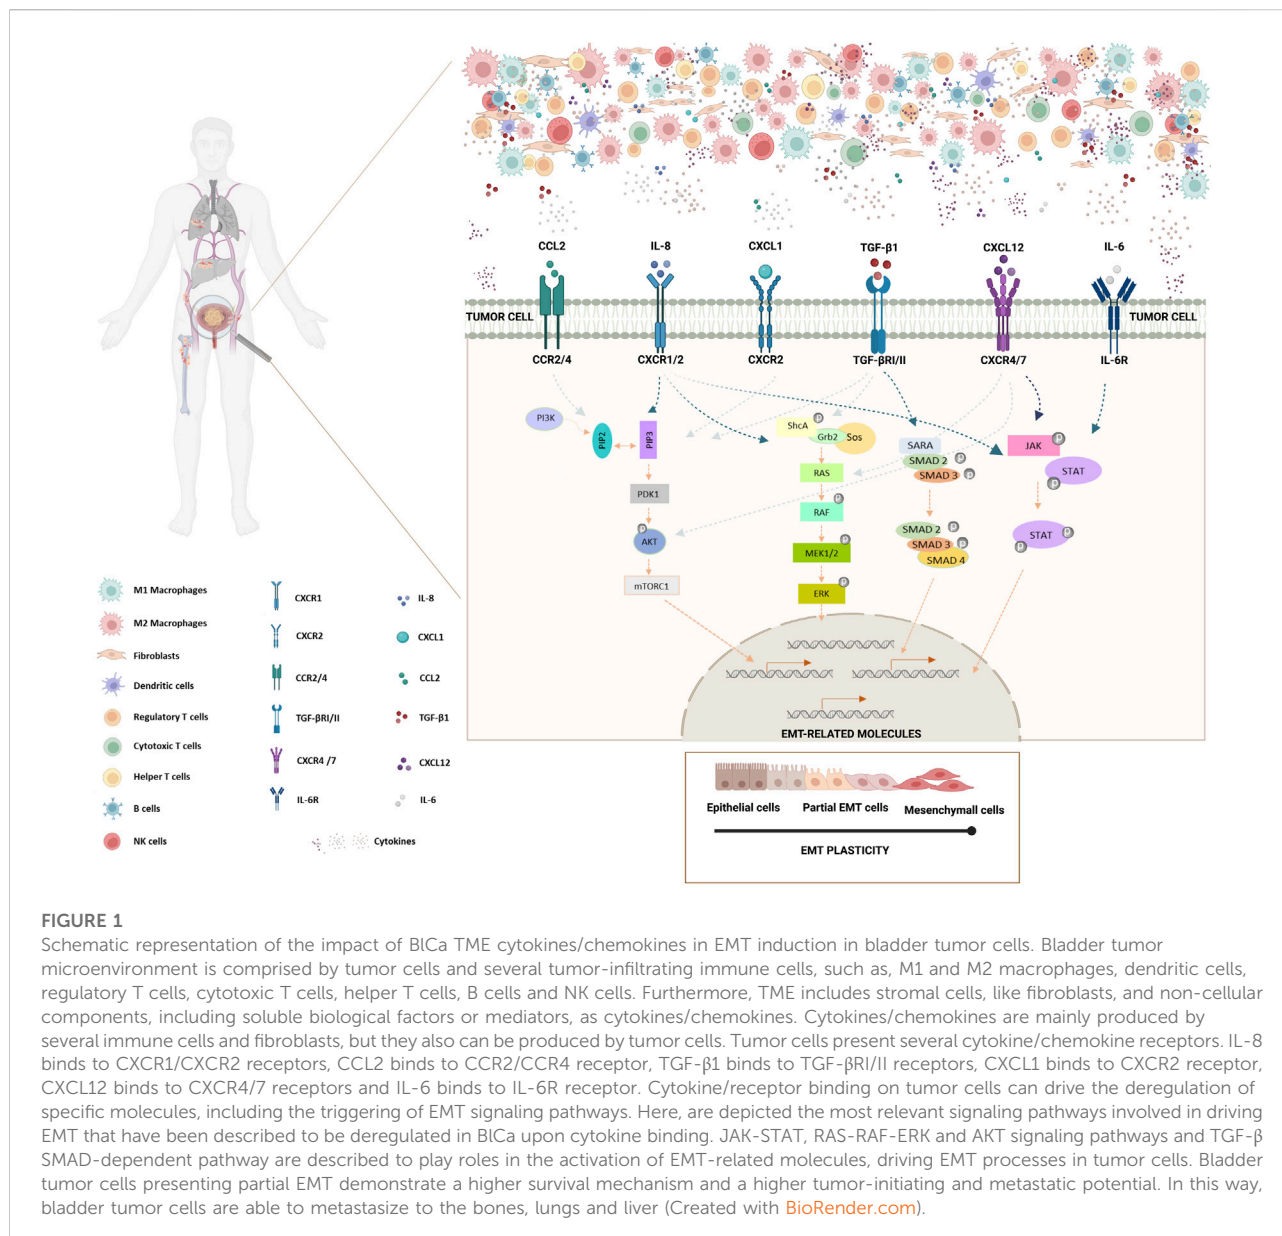 CCL2
IL-8
CXCL1
TGF-β1
CXCL12
IL-6
TUMOR CELL
TUMOR CELL
CCR2/4
CXCR1/2
CXCR2
TGF-βRI/II
CXCR4/7
IL-6R
PI3K
PIP2
PIP3
ShcA
P
Grb2
Sos
SARA
SMAD 2
P
SMAD 3
P
JAK
P
STAT
P
PDK1
RAS
P
AKT
RAF
P
SMAD 2
P
SMAD 3
P
SMAD 4
STAT
P
P
MEK1/2
P
mTORC1
ERK
P
EMT-RELATED MOLECULES
M1 Macrophages
M2 Macrophages
Fibroblasts
Dendritic cells
Regulatory T cells
Cytotoxic T cells
Helper T cells
B cells
NK cells
CXCR1
CXCR2
CCR2/4
TGF-βRI/II
CXCR4 /7
IL-6R
IL-8
CXCL1
CCL2
TGF-β1
CXCL12
IL-6
Cytokines
Epithelial cells
Partial EMT cells
Mesenchymall cells
EMT PLASTICITY
FIGURE 1
Schematic representation of the impact of BlCa TME cytokines/chemokines in EMT induction in bladder tumor cells. Bladder tumor
microenvironment is comprised by tumor cells and several tumor-infiltrating immune cells, such as, M1 and M2 macrophages, dendritic cells,
regulatory T cells, cytotoxic T cells, helper T cells, B cells and NK cells. Furthermore, TME includes stromal cells, like fibroblasts, and non-cellular
components, including soluble biological factors or mediators, as cytokines/chemokines. Cytokines/chemokines are mainly produced by
several immune cells and fibroblasts, but they also can be produced by tumor cells. Tumor cells present several cytokine/chemokine receptors. IL-8
binds to CXCR1/CXCR2 receptors, CCL2 binds to CCR2/CCR4 receptor, TGF-β1 binds to TGF-βRI/II receptors, CXCL1 binds to CXCR2 receptor,
CXCL12 binds to CXCR4/7 receptors and IL-6 binds to IL-6R receptor. Cytokine/receptor binding on tumor cells can drive the deregulation of
specific molecules, including the triggering of EMT signaling pathways. Here, are depicted the most relevant signaling pathways involved in driving
EMT that have been described to be deregulated in BlCa upon cytokine binding. JAK-STAT, RAS-RAF-ERK and AKT signaling pathways and TGF-β
SMAD-dependent pathway are described to play roles in the activation of EMT-related molecules, driving EMT processes in tumor cells. Bladder
tumor cells presenting partial EMT demonstrate a higher survival mechanism and a higher tumor-initiating and metastatic potential. In this way,
bladder tumor cells are able to metastasize to the bones, lungs and liver (Created with BioRender.com).